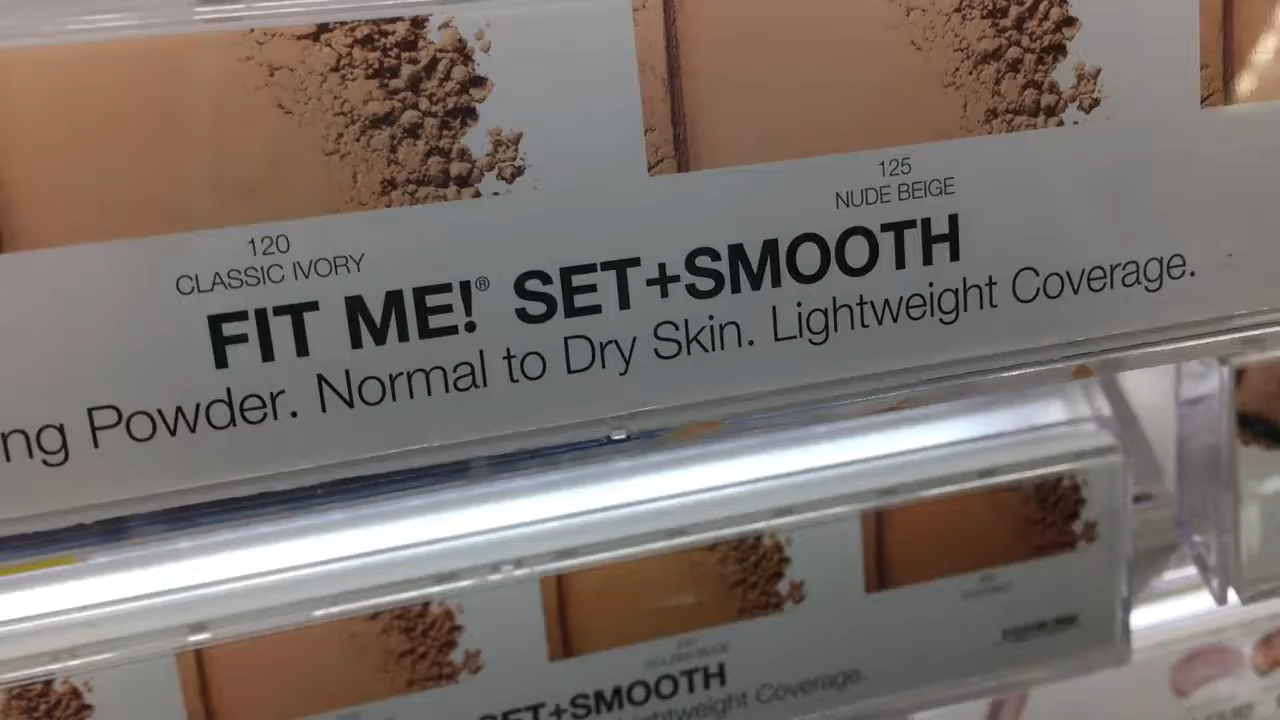 120
CLASSIC IVORY
125
NUDE BEIGE
FIT ME!® SET+SMOOTH
ng Powder. Normal to Dry Skin. Lightweight Coverage.
SET+SMOOTH
htweight Coverage.